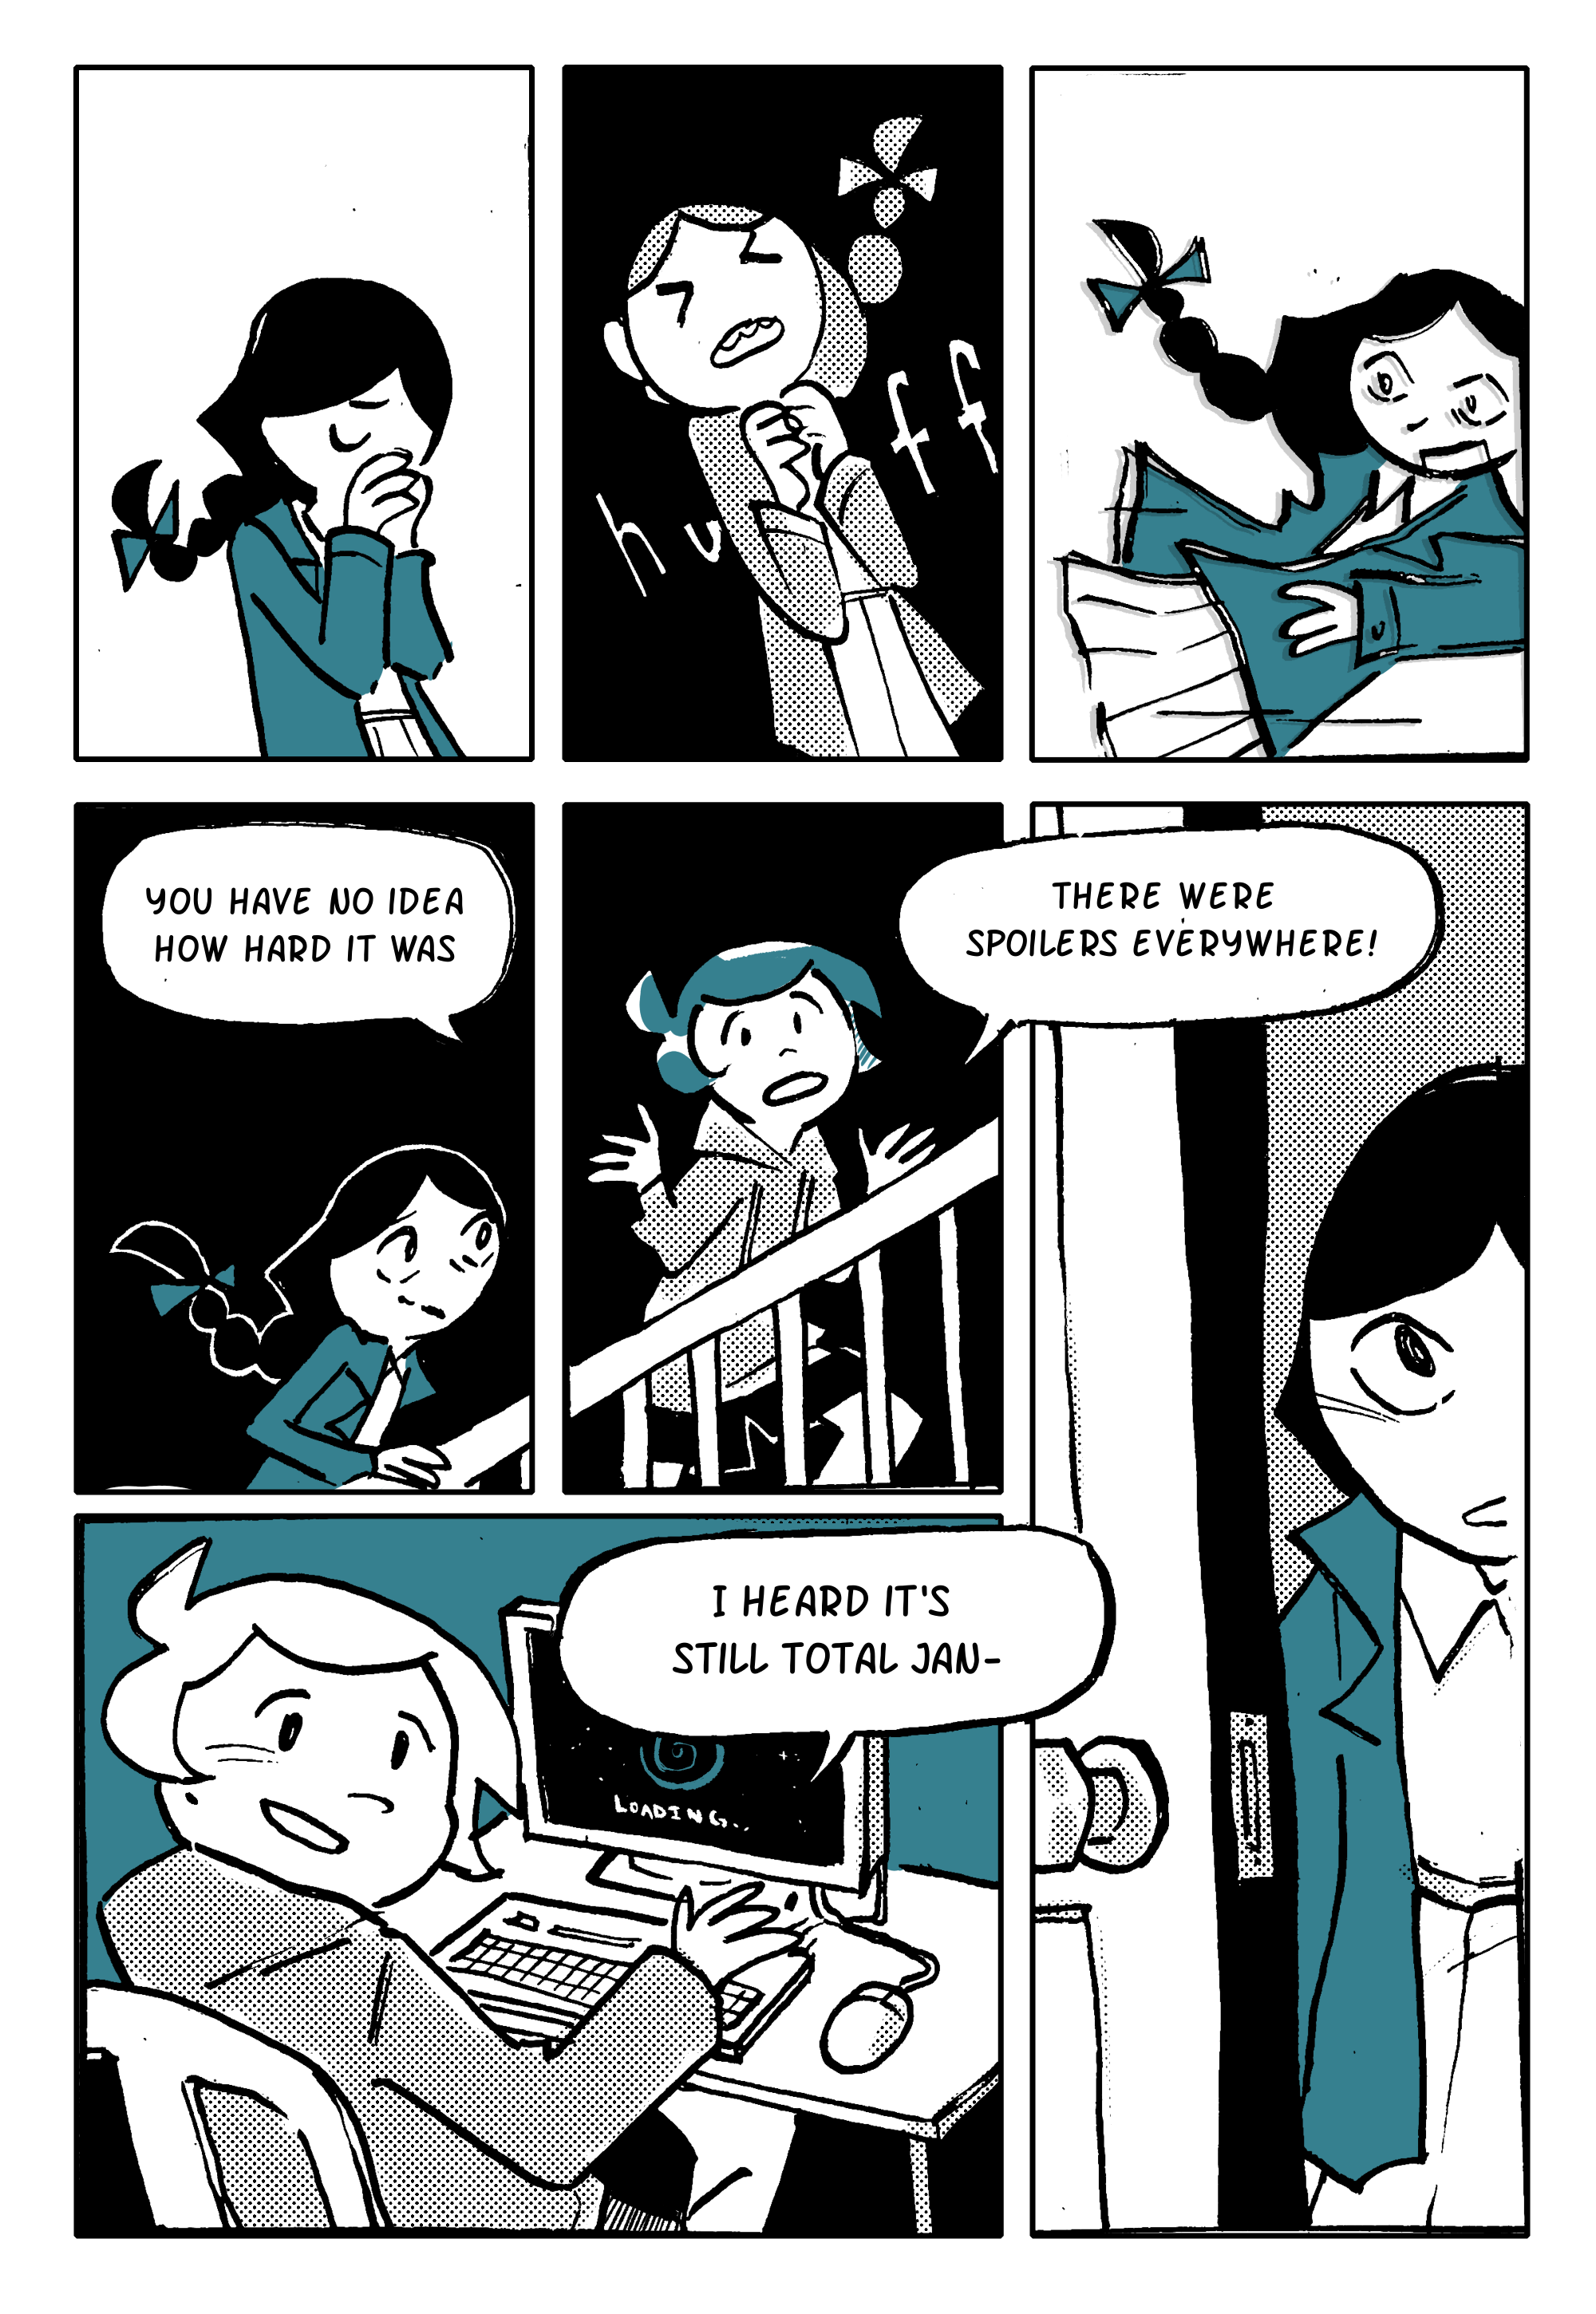 huff
YOU HAVE NO IDEA
HOW HARD IT WAS
THERE WERE
SPOILERS EVERYWHERE!
I HEARD IT'S
STILL TOTAL JAN-
LOADING...